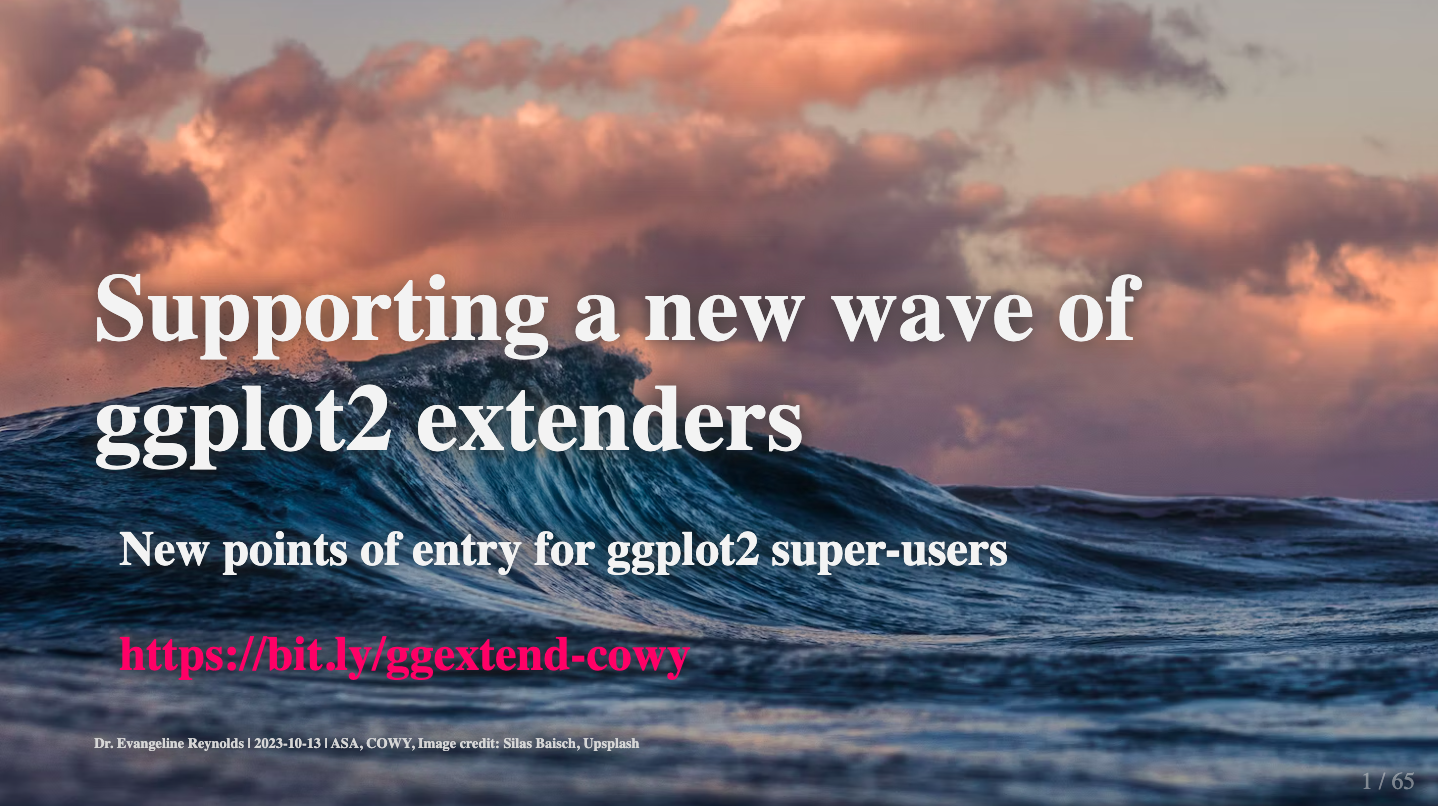 Supporting a new wave of
ggplot2 extenders
New points of entry for ggplot2 super-users
https://bit.ly/ggextend-cowy
Dr. Evangeline Reynolds | 2023-10-13 | ASA, COWY, Image credit: Silas Baisch, Upsplash
1 / 65